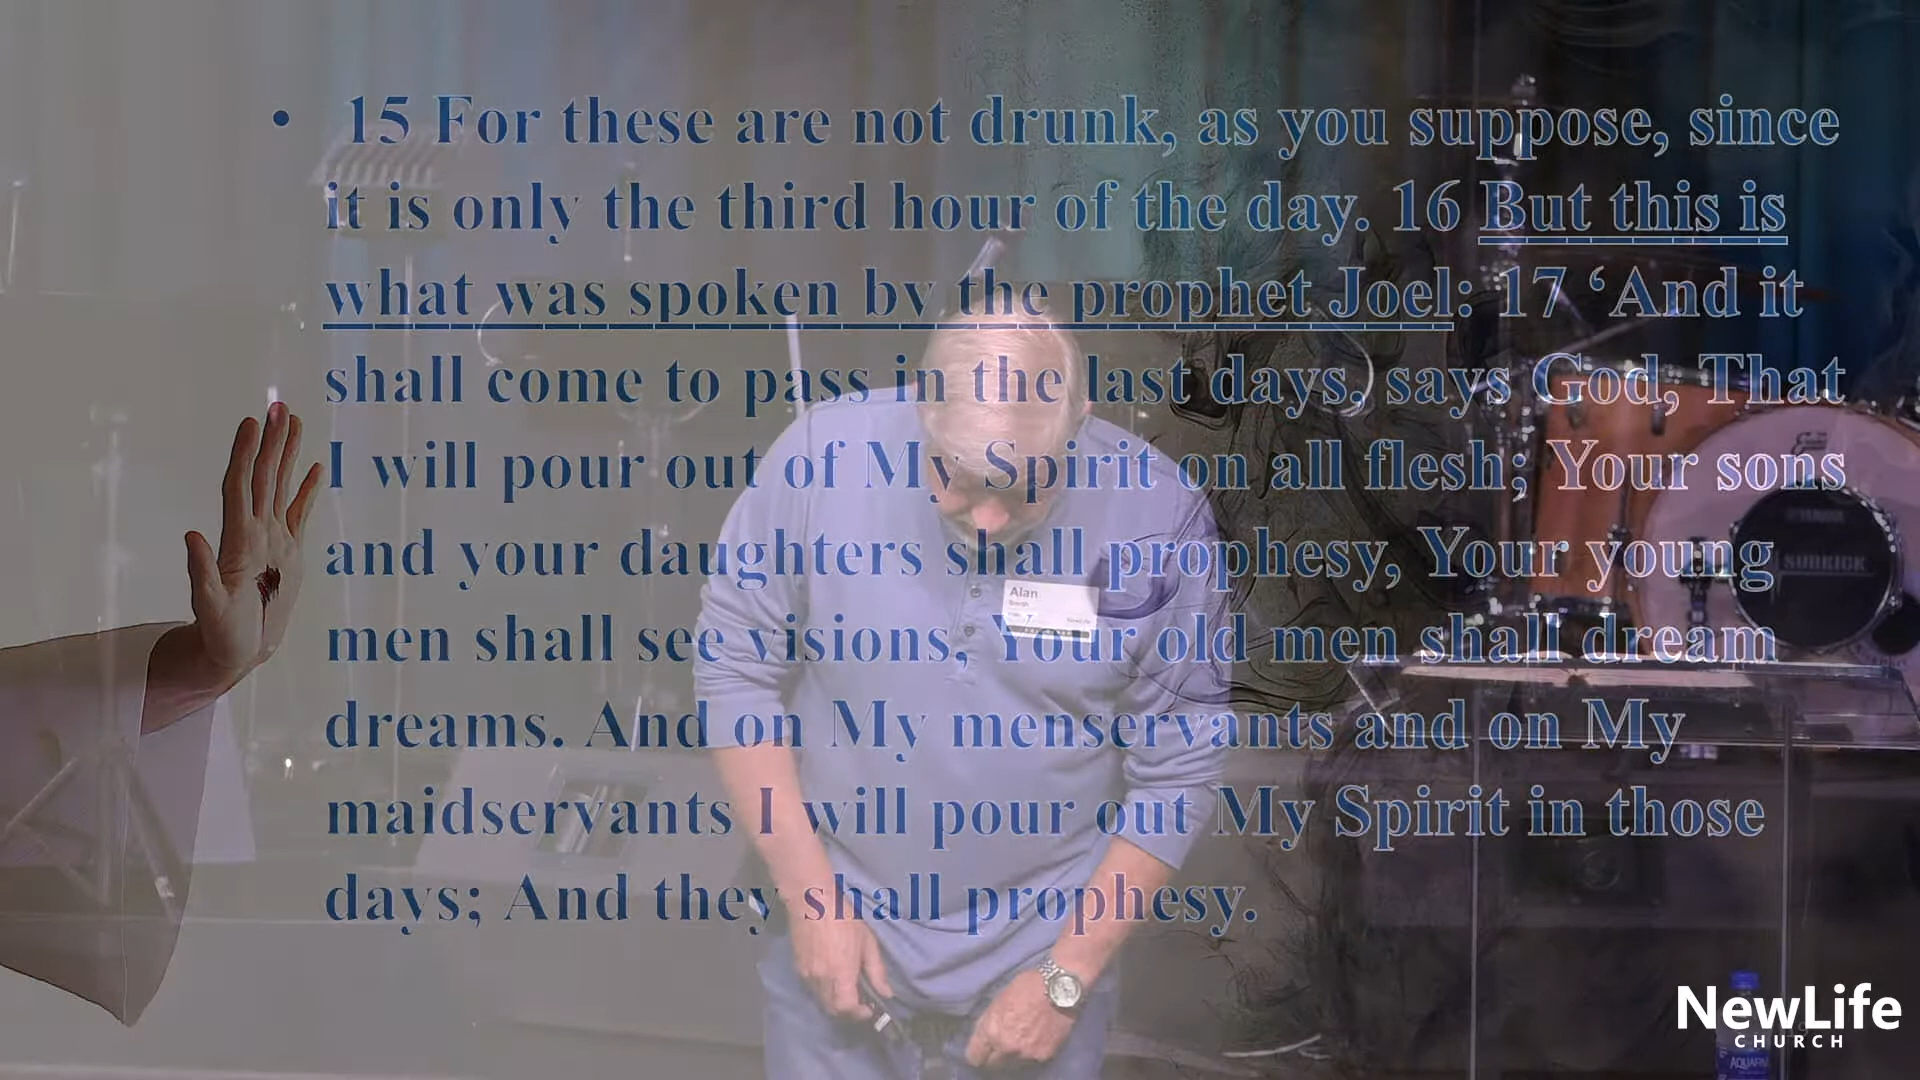 • 15 For these are not drunk, as you suppose, since
it is only the third hour of the day. 16 But this is
what was spoken by the prophet Joel: 17 ‘And it
shall come to pass in the last days, says God, That
I will pour out of My Spirit on all flesh; Your sons
and your daughters shall prophesy, Your young
men shall see visions, Your old men shall dream
dreams. And on My menservants and on My
maidservants I will pour out My Spirit in those
days; And they shall prophesy.
Alan
YAMAHA
SUBKICK
NewLife
CHURCH